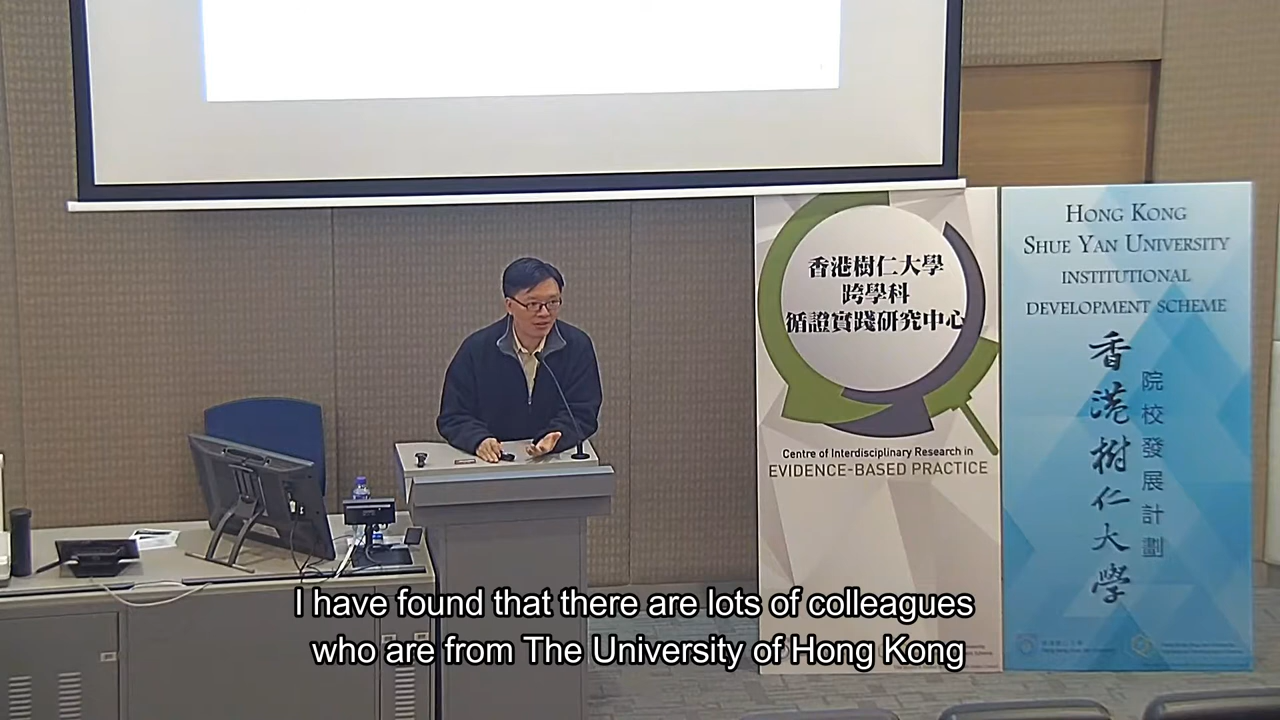 香港樹仁大學
跨學科
循證實踐研究中心
Centre of Interdisciplinary Research in
EVIDENCE-BASED PRACTICE
HONG KONG
SHUE YAN UNIVERSITY
INSTITUTIONAL
DEVELOPMENT SCHEME
香港樹仁大學
院校發展計劃
I have found that there are lots of colleagues
who are from The University of Hong Kong